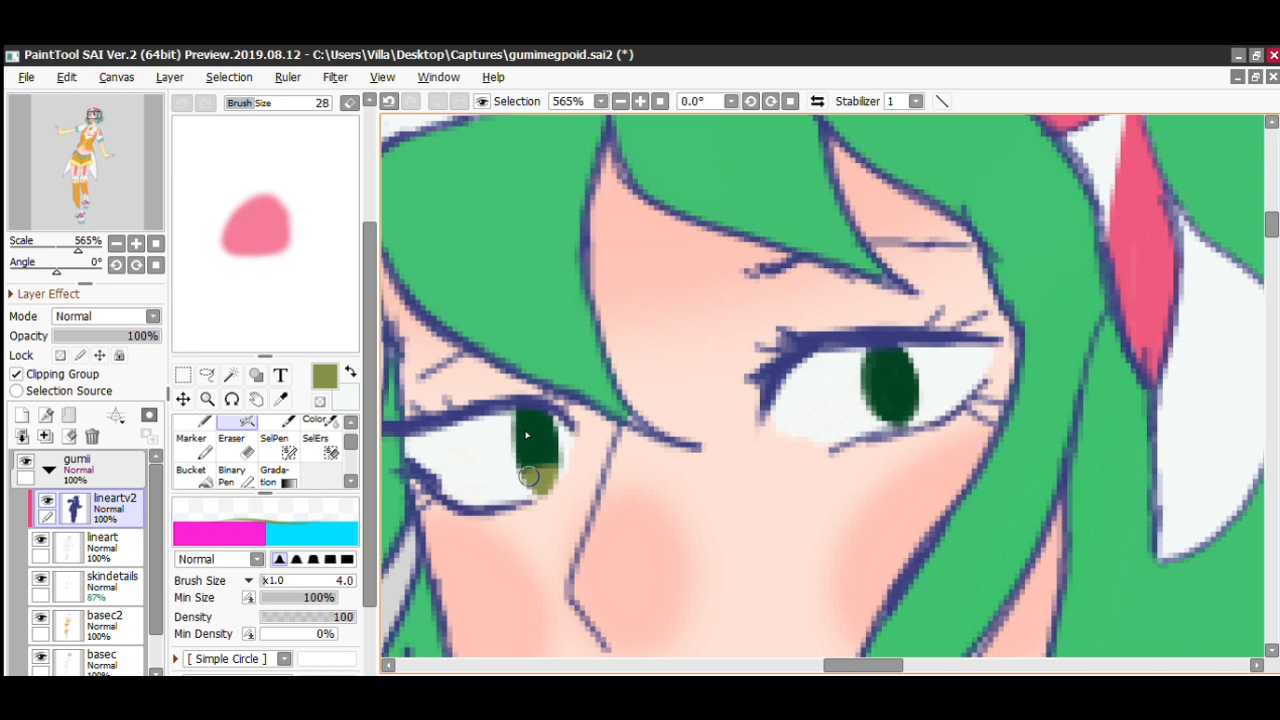 PaintTool SAI Ver.2 (64bit) Preview.2019.08.12 - C:\Users\Villa\Desktop\Captures\gumimegpoid.sai2 (*)
File Edit Canvas Layer Selection Ruler Filter View Window Help
Brush Size 28
Selection 565% 0.0° Stabilizer 1
Scale 565%
Angle 0°
Layer Effect
Mode Normal
Opacity 100%
Lock
Clipping Group
Selection Source
gumii
Normal
100%
lineartv2
Normal
100%
lineart
Normal
100%
skindetails
Normal
87%
basec2
Normal
100%
basec
Normal
T
Color
Marker Eraser SelPen SelErs
Bucket Binary Grada-
Pen tion
Normal
Brush Size x1.0 4.0
Min Size 100%
Density 100
Min Density 0%
[ Simple Circle ]